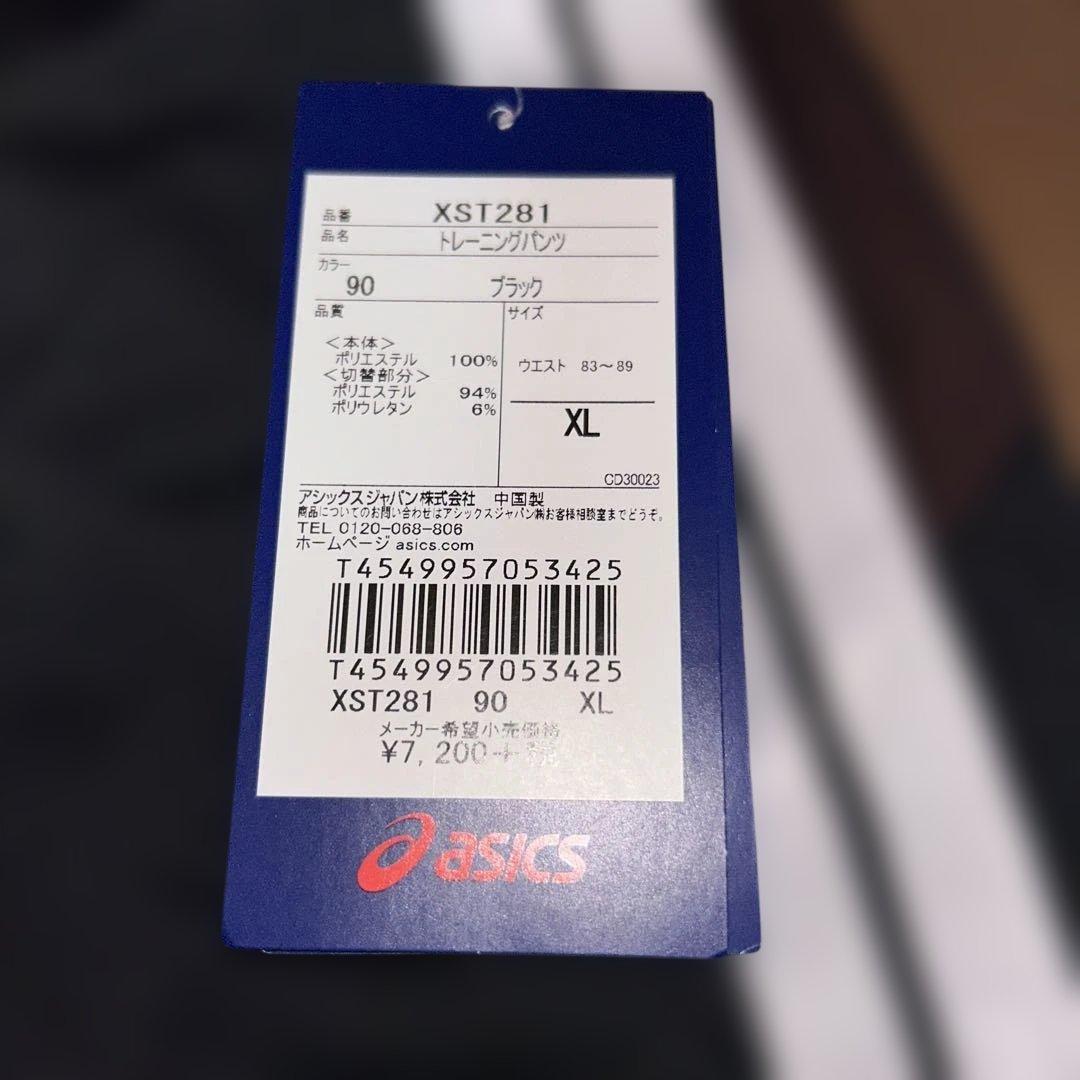 品番 XST281
品名 トレーニングパンツ
カラー
90 ブラック
品質
<本体>
ポリエステル 100%
<切替部分>
ポリエステル 94%
ポリウレタン 6%
サイズ
ウエスト 83〜89
XL
CD30023
アシックスジャパン株式会社 中国製
商品についてのお問い合わせはアシックスジャパン㈱お客様相談室までどうぞ。
TEL 0120-068-806
ホームページ asics.com
T4549957053425
T4549957053425
XST281 90 XL
メーカー希望小売価格
¥7,200+税
asics